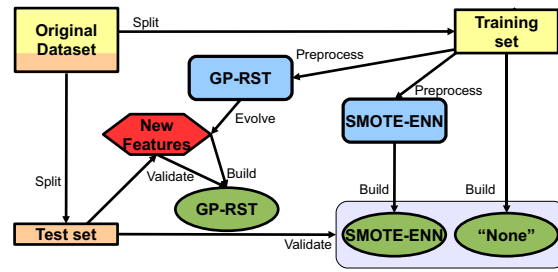 Original
Dataset
Split
Training
set
Preprocess
GP-RST
Preprocess
SMOTE-ENN
Evolve
New
Features
Validate
Build
GP-RST
Split
Build
Build
Test set
Validate
SMOTE-ENN
“None”